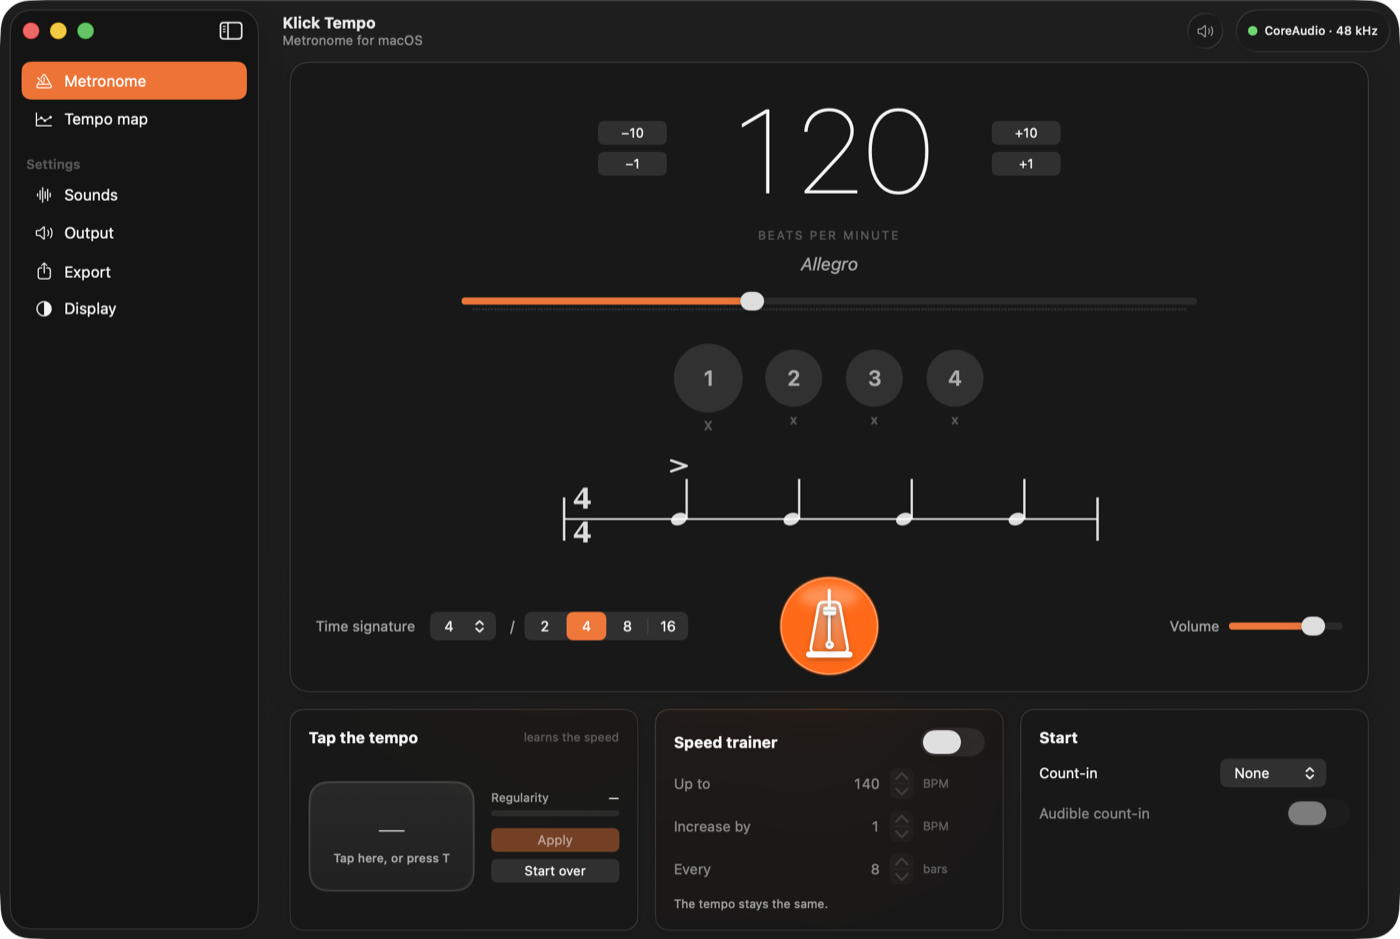 Klick Tempo
Metronome for macOS
CoreAudio · 48 kHz
Metronome
Tempo map
Settings
Sounds
Output
Export
Display
−10
−1
120
+10
+1
BEATS PER MINUTE
Allegro
1 2 3 4
x x x x
>
4
4
Time signature 4 / 2 4 8 16
Volume
Tap the tempo learns the speed
—
Tap here, or press T
Regularity —
Apply
Start over
Speed trainer
Up to 140 BPM
Increase by 1 BPM
Every 8 bars
The tempo stays the same.
Start
Count-in None
Audible count-in